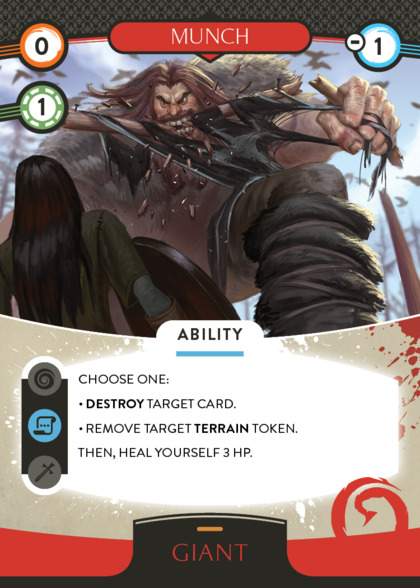 0
MUNCH
-1
1
ABILITY
CHOOSE ONE:
• DESTROY TARGET CARD.
• REMOVE TARGET TERRAIN TOKEN.
THEN, HEAL YOURSELF 3 HP.
GIANT